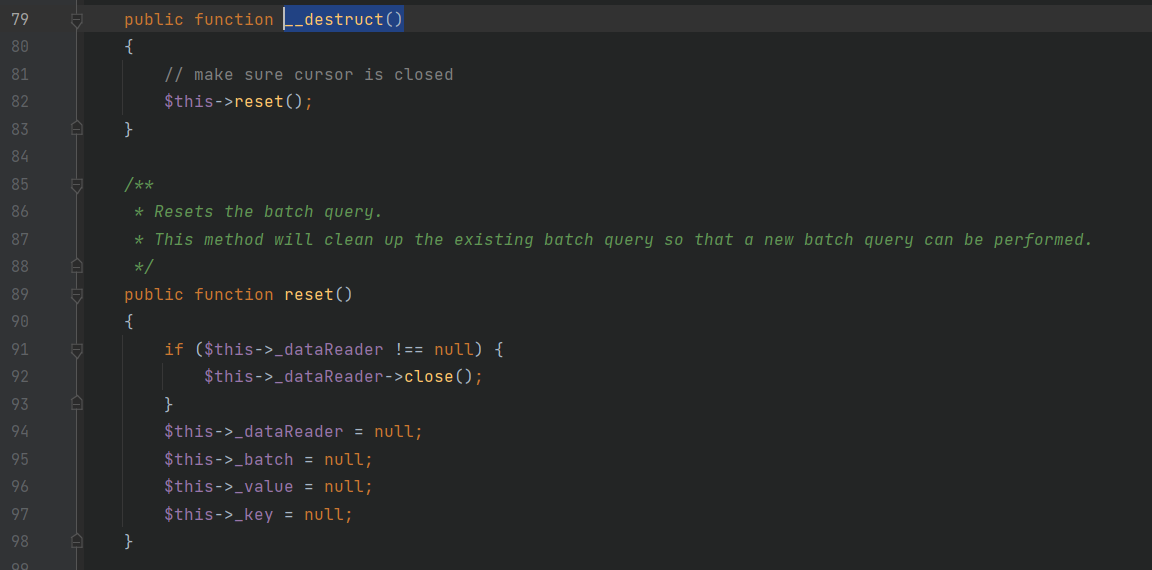 79 public function __destruct()
80 {
81 // make sure cursor is closed
82 $this->reset();
83 }
84
85 /**
86 * Resets the batch query.
87 * This method will clean up the existing batch query so that a new batch query can be performed.
88 */
89 public function reset()
90 {
91 if ($this->_dataReader !== null) {
92 $this->_dataReader->close();
93 }
94 $this->_dataReader = null;
95 $this->_batch = null;
96 $this->_value = null;
97 $this->_key = null;
98 }
99